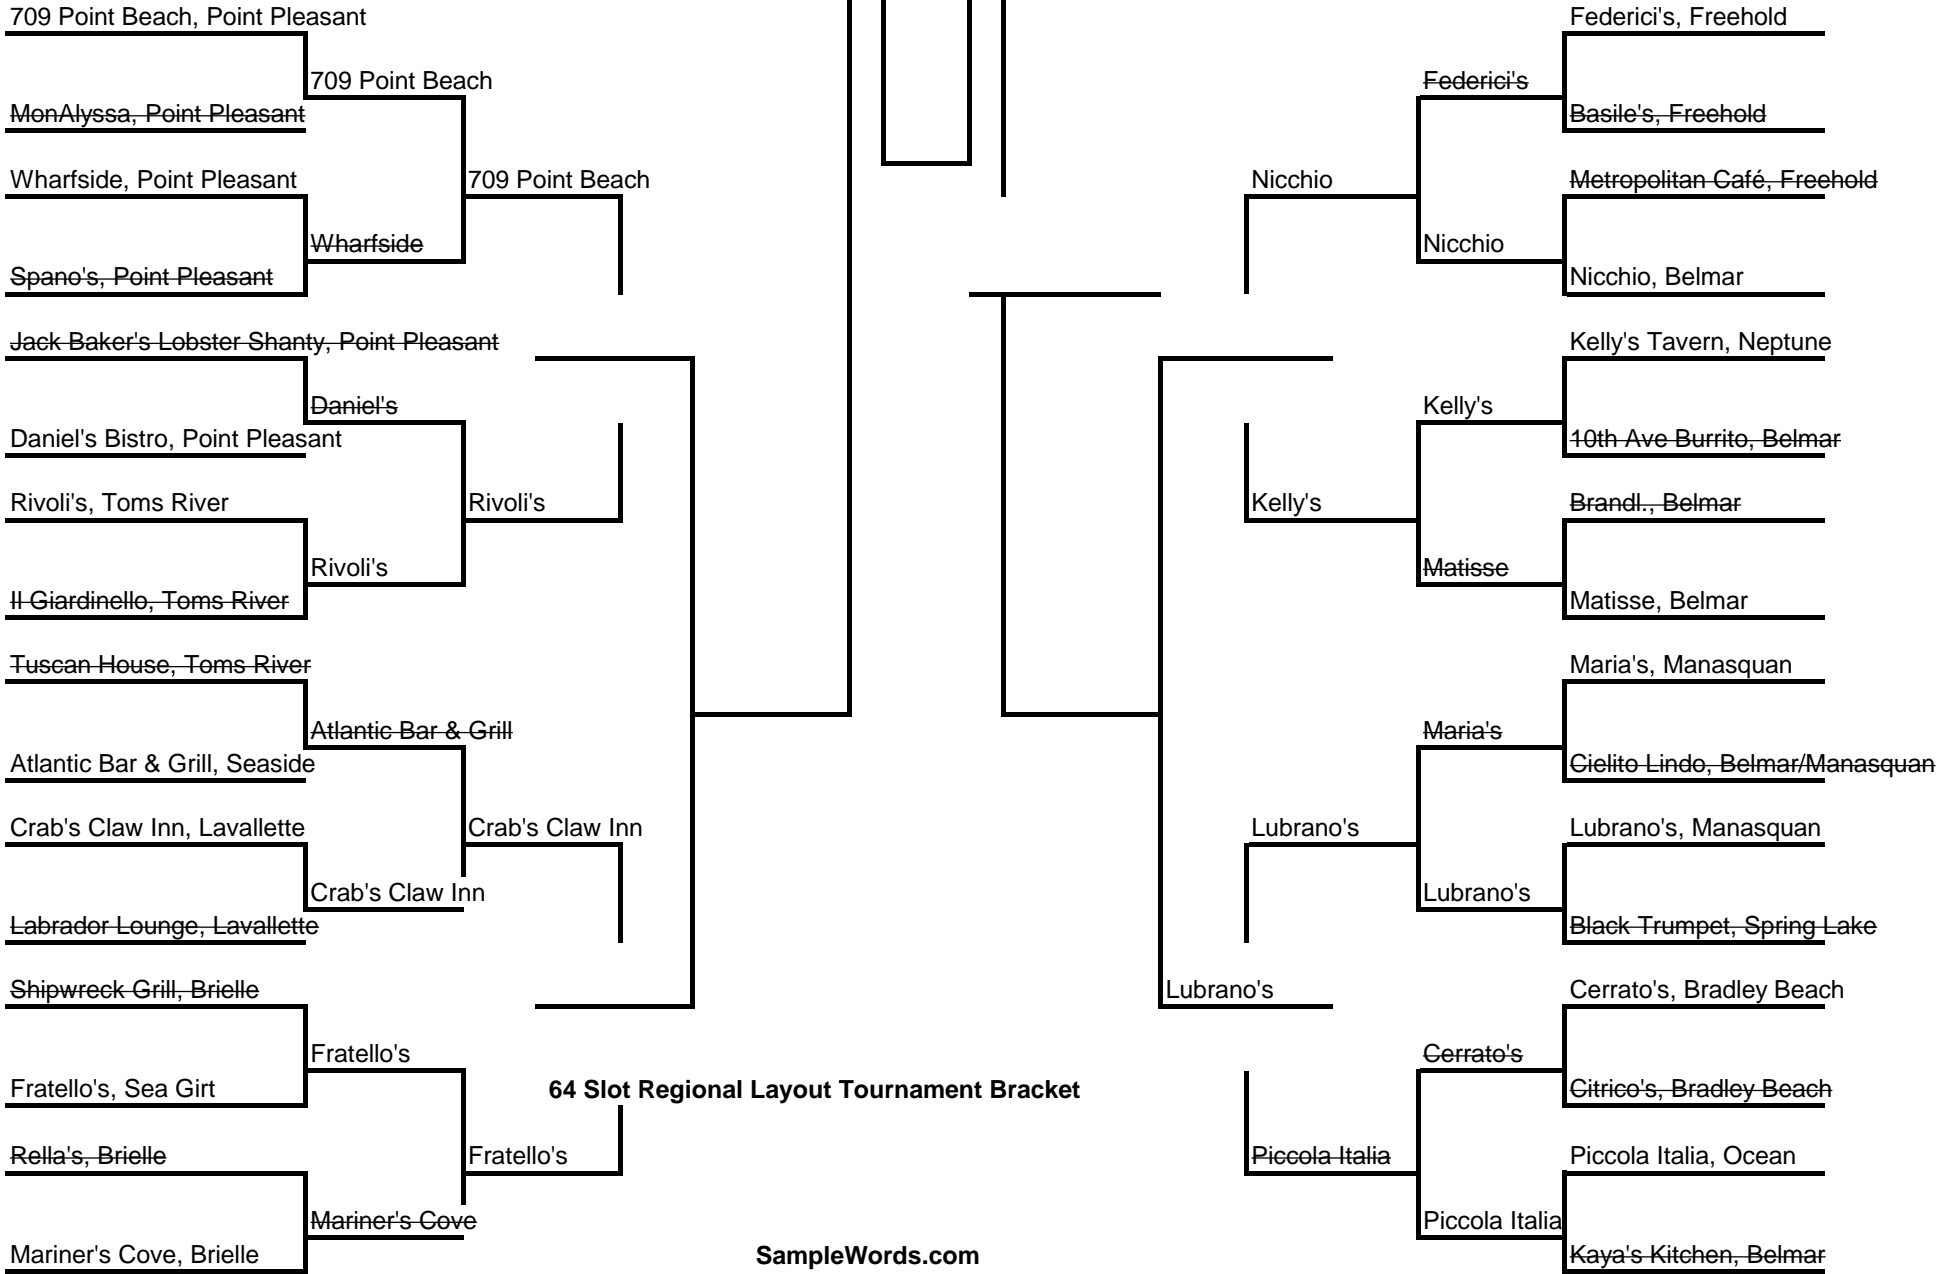 709 Point Beach, Point Pleasant
709 Point Beach
MonAlyssa, Point Pleasant
Wharfside, Point Pleasant
709 Point Beach
Wharfside
Spano's, Point Pleasant
Jack Baker's Lobster Shanty, Point Pleasant
Daniel's
Daniel's Bistro, Point Pleasant
Rivoli's, Toms River
Rivoli's
Rivoli's
Il Giardinello, Toms River
Tuscan House, Toms River
Atlantic Bar & Grill
Atlantic Bar & Grill, Seaside
Crab's Claw Inn, Lavallette
Crab's Claw Inn
Crab's Claw Inn
Labrador Lounge, Lavallette
Shipwreck Grill, Brielle
Fratello's
Fratello's, Sea Girt
Rella's, Brielle
Fratello's
Mariner's Cove
Mariner's Cove, Brielle
64 Slot Regional Layout Tournament Bracket
SampleWords.com
Federici's, Freehold
Federici's
Basile's, Freehold
Nicchio
Metropolitan Café, Freehold
Nicchio
Nicchio, Belmar
Kelly's Tavern, Neptune
Kelly's
10th Ave Burrito, Belmar
Kelly's
Brandl., Belmar
Matisse
Matisse, Belmar
Maria's, Manasquan
Maria's
Cielito Lindo, Belmar/Manasquan
Lubrano's
Lubrano's, Manasquan
Lubrano's
Black Trumpet, Spring Lake
Lubrano's
Cerrato's, Bradley Beach
Cerrato's
Citrico's, Bradley Beach
Piccola Italia
Piccola Italia, Ocean
Piccola Italia
Kaya's Kitchen, Belmar